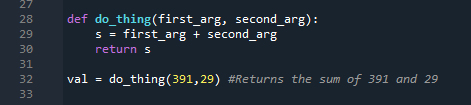 27
28 def do_thing(first_arg, second_arg):
29     s = first_arg + second_arg
30     return s
31
32 val = do_thing(391,29) #Returns the sum of 391 and 29
33